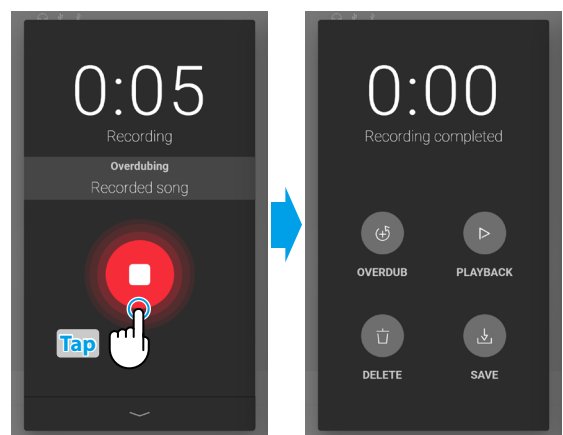 0:05
Recording
Overdubing
Recorded song
Tap
0:00
Recording completed
OVERDUB
PLAYBACK
DELETE
SAVE